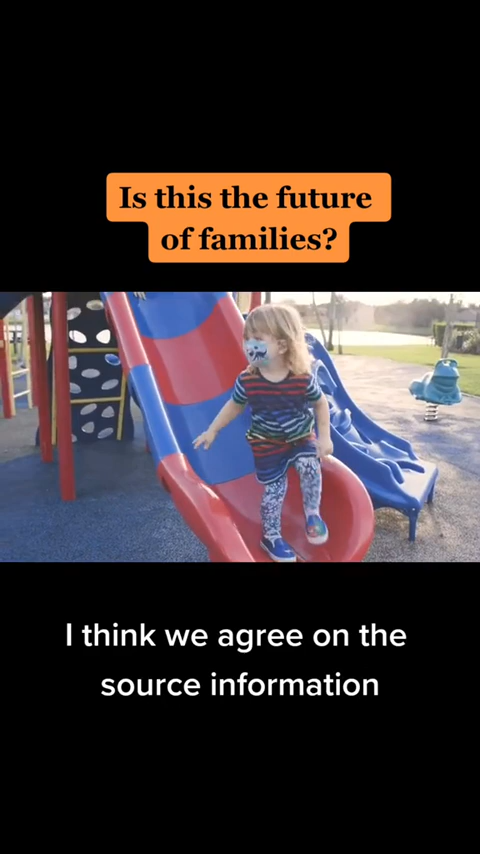 Is this the future
of families?
I think we agree on the
source information